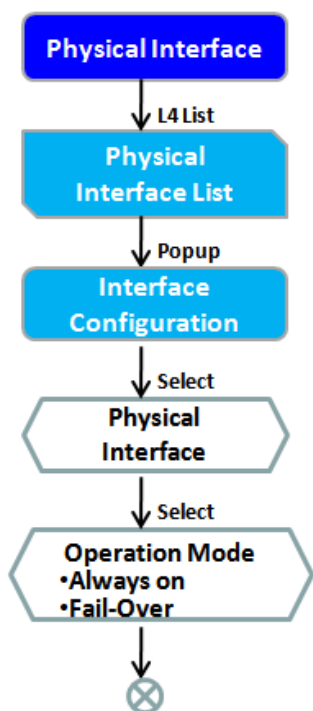 Physical Interface
L4 List
Physical
Interface List
Popup
Interface
Configuration
Select
Physical
Interface
Select
Operation Mode
•Always on
•Fail-Over